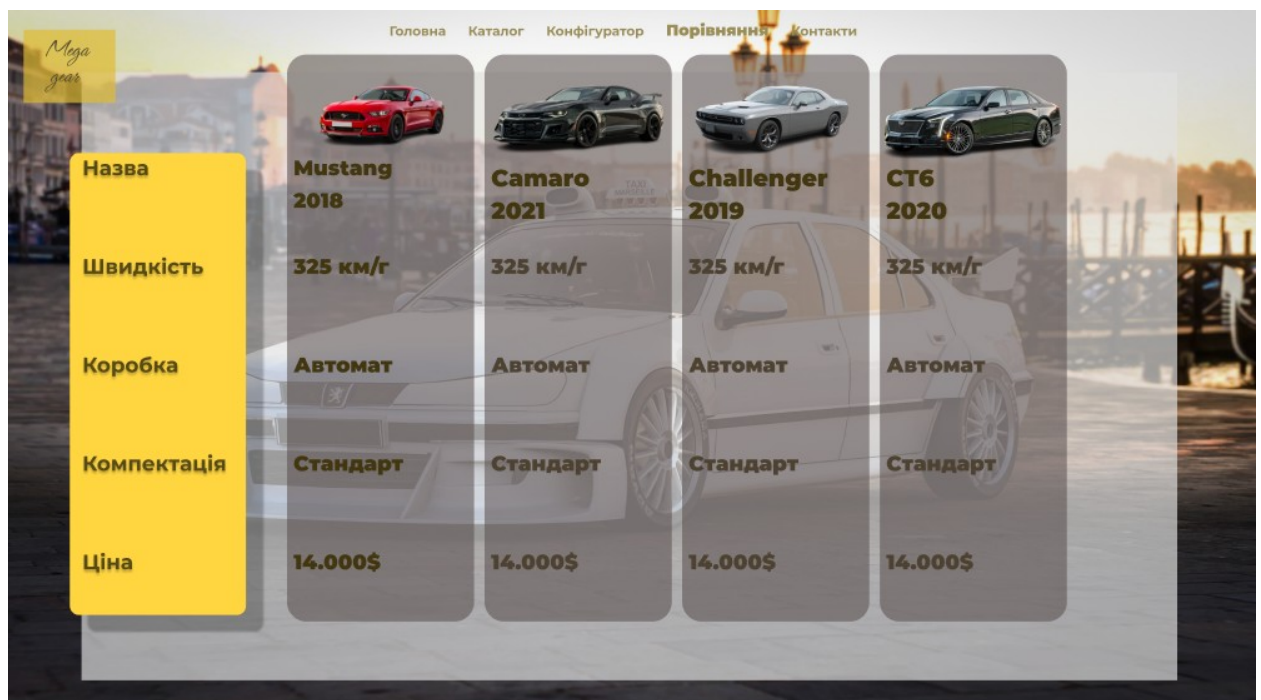 Mega
gear
Головна Каталог Конфігуратор Порівняння Контакти
Назва Mustang Camaro Challenger CT6
2018 2021 2019 2020
Швидкість 325 км/г 325 км/г 325 км/г 325 км/г
Коробка Автомат Автомат Автомат Автомат
Компектація Стандарт Стандарт Стандарт Стандарт
Ціна 14.000$ 14.000$ 14.000$ 14.000$